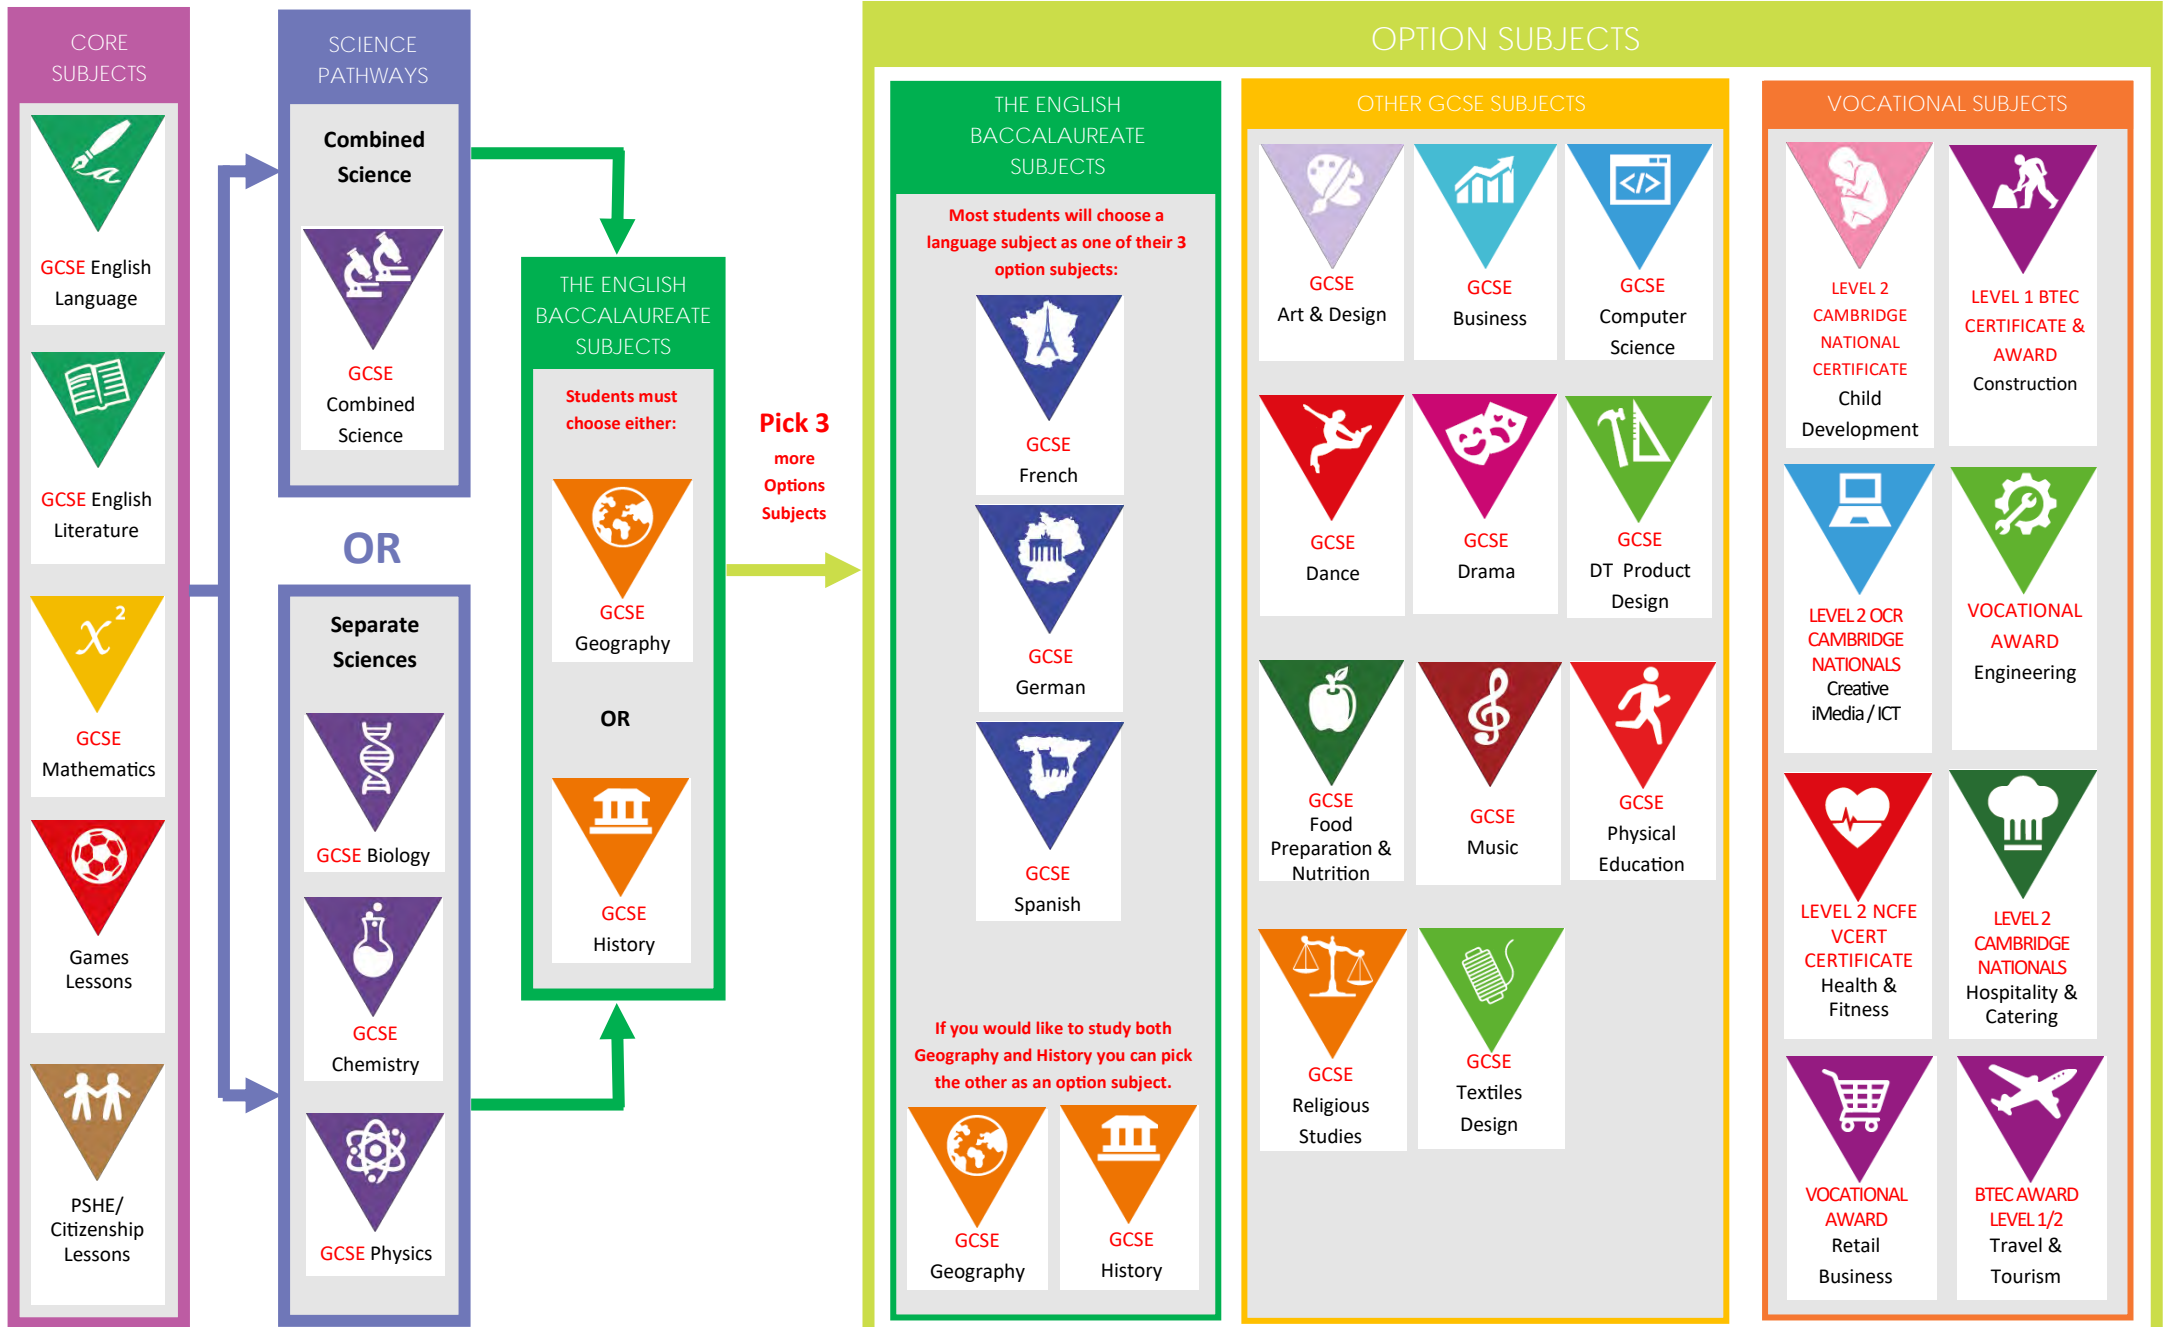 CORE
SUBJECTS
GCSE English
Language
GCSE English
Literature
x²
GCSE
Mathematics
Games
Lessons
PSHE/
Citizenship
Lessons
SCIENCE
PATHWAYS
Combined
Science
GCSE
Combined
Science
OR
Separate
Sciences
GCSE Biology
GCSE
Chemistry
GCSE Physics
THE ENGLISH
BACCALAUREATE
SUBJECTS
Students must
choose either:
GCSE
Geography
OR
GCSE
History
Pick 3
more
Options
Subjects
OPTION SUBJECTS
THE ENGLISH
BACCALAUREATE
SUBJECTS
Most students will choose a
language subject as one of their 3
option subjects:
GCSE
French
GCSE
German
GCSE
Spanish
If you would like to study both
Geography and History you can pick
the other as an option subject.
GCSE
Geography
GCSE
History
OTHER GCSE SUBJECTS
GCSE
Art & Design
GCSE
Business
</>
GCSE
Computer
Science
GCSE
Dance
GCSE
Drama
GCSE
DT Product
Design
GCSE
Food
Preparation &
Nutrition
GCSE
Music
GCSE
Physical
Education
GCSE
Religious
Studies
GCSE
Textiles
Design
VOCATIONAL SUBJECTS
LEVEL 2
CAMBRIDGE
NATIONAL
CERTIFICATE
Child
Development
LEVEL 1 BTEC
CERTIFICATE &
AWARD
Construction
LEVEL 2 OCR
CAMBRIDGE
NATIONALS
Creative
iMedia / ICT
VOCATIONAL
AWARD
Engineering
LEVEL 2 NCFE
VCERT
CERTIFICATE
Health &
Fitness
LEVEL 2
CAMBRIDGE
NATIONALS
Hospitality &
Catering
VOCATIONAL
AWARD
Retail
Business
BTEC AWARD
LEVEL 1/2
Travel &
Tourism